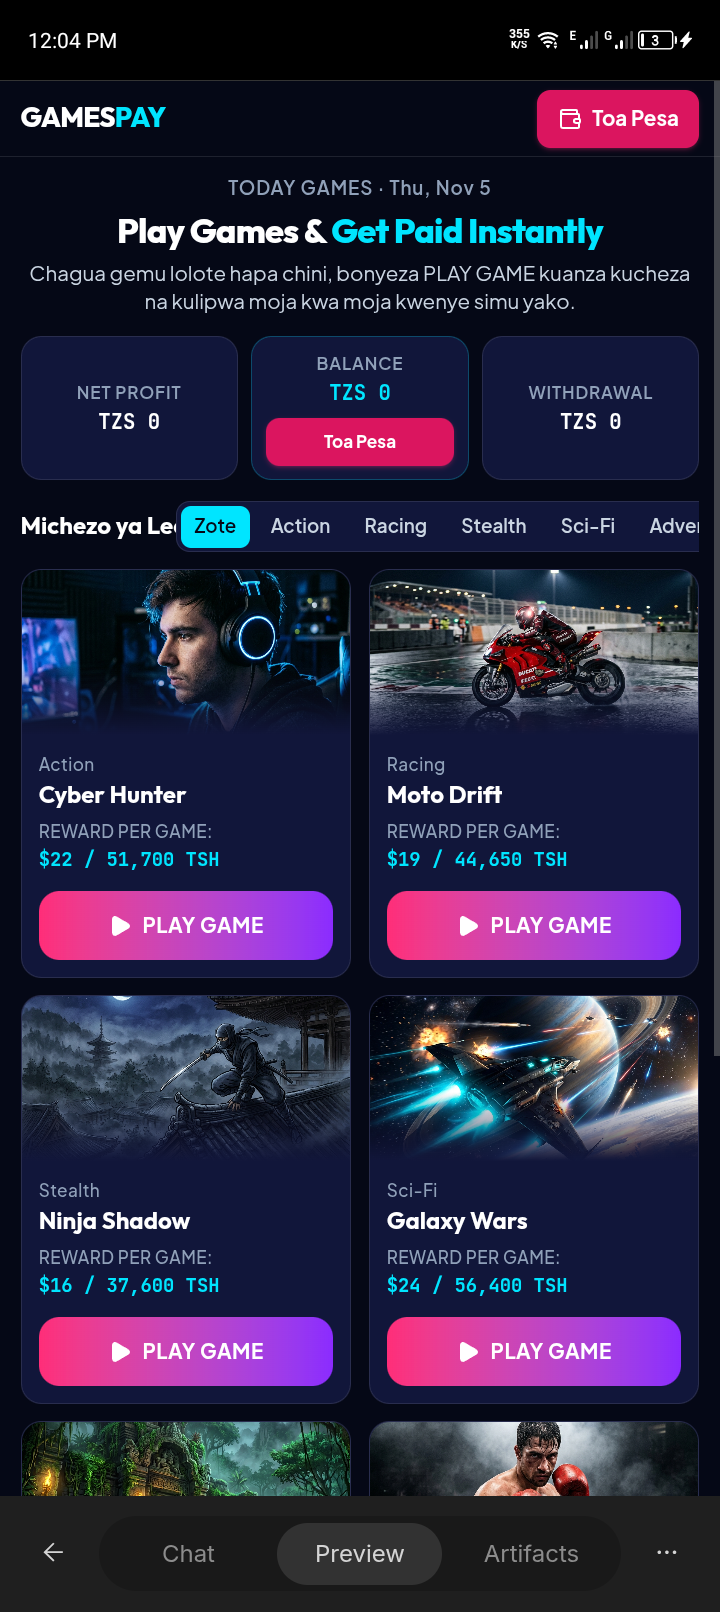 12:04 PM
355
K/S
E
G
3
GAMESPAY
Toa Pesa
TODAY GAMES · Thu, Nov 5
Play Games & Get Paid Instantly
Chagua gemu lolote hapa chini, bonyeza PLAY GAME kuanza kucheza
na kulipwa moja kwa moja kwenye simu yako.
NET PROFIT
TZS 0
BALANCE
TZS 0
Toa Pesa
WITHDRAWAL
TZS 0
Michezo ya
Zote
Action
Racing
Stealth
Sci-Fi
Action
Cyber Hunter
REWARD PER GAME:
$22 / 51,700 TSH
PLAY GAME
Racing
Moto Drift
REWARD PER GAME:
$19 / 44,650 TSH
PLAY GAME
Stealth
Ninja Shadow
REWARD PER GAME:
$16 / 37,600 TSH
PLAY GAME
Sci-Fi
Galaxy Wars
REWARD PER GAME:
$24 / 56,400 TSH
PLAY GAME
Chat
Preview
Artifacts